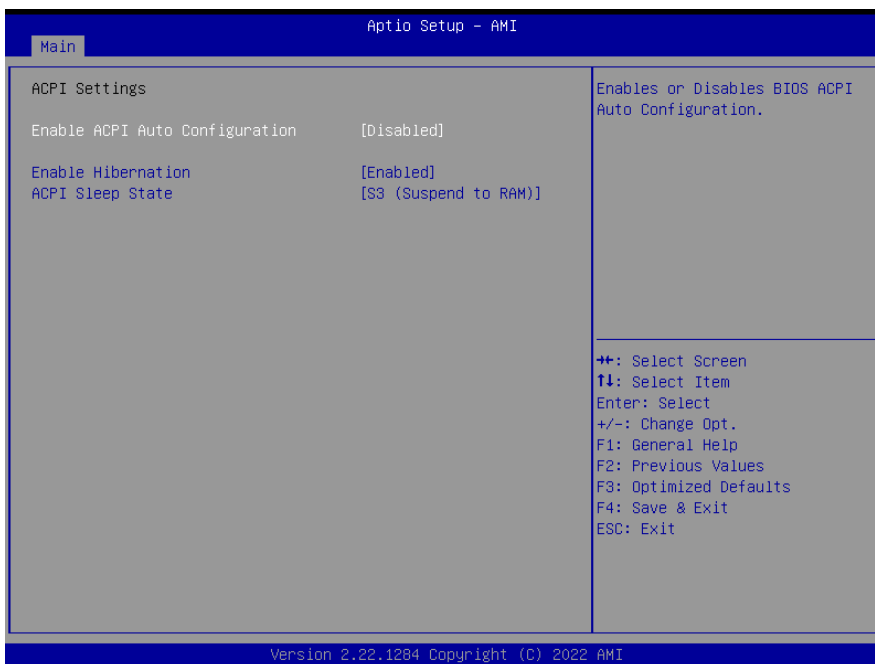 Aptio Setup – AMI
Main
ACPI Settings
Enable ACPI Auto Configuration [Disabled]
Enable Hibernation [Enabled]
ACPI Sleep State [S3 (Suspend to RAM)]
Enables or Disables BIOS ACPI
Auto Configuration.
→←: Select Screen
↑↓: Select Item
Enter: Select
+/-: Change Opt.
F1: General Help
F2: Previous Values
F3: Optimized Defaults
F4: Save & Exit
ESC: Exit
Version 2.22.1284 Copyright (C) 2022 AMI